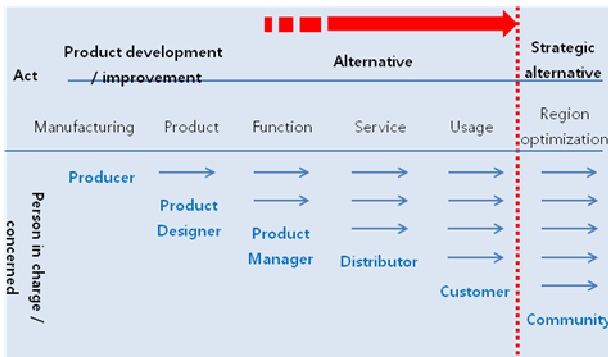 Product development
/ improvement
Alternative
Strategic
alternative
Act
Manufacturing
Product
Function
Service
Usage
Region
optimization
Person in charge /
concerned
Producer
Product
Designer
Product
Manager
Distributor
Customer
Community